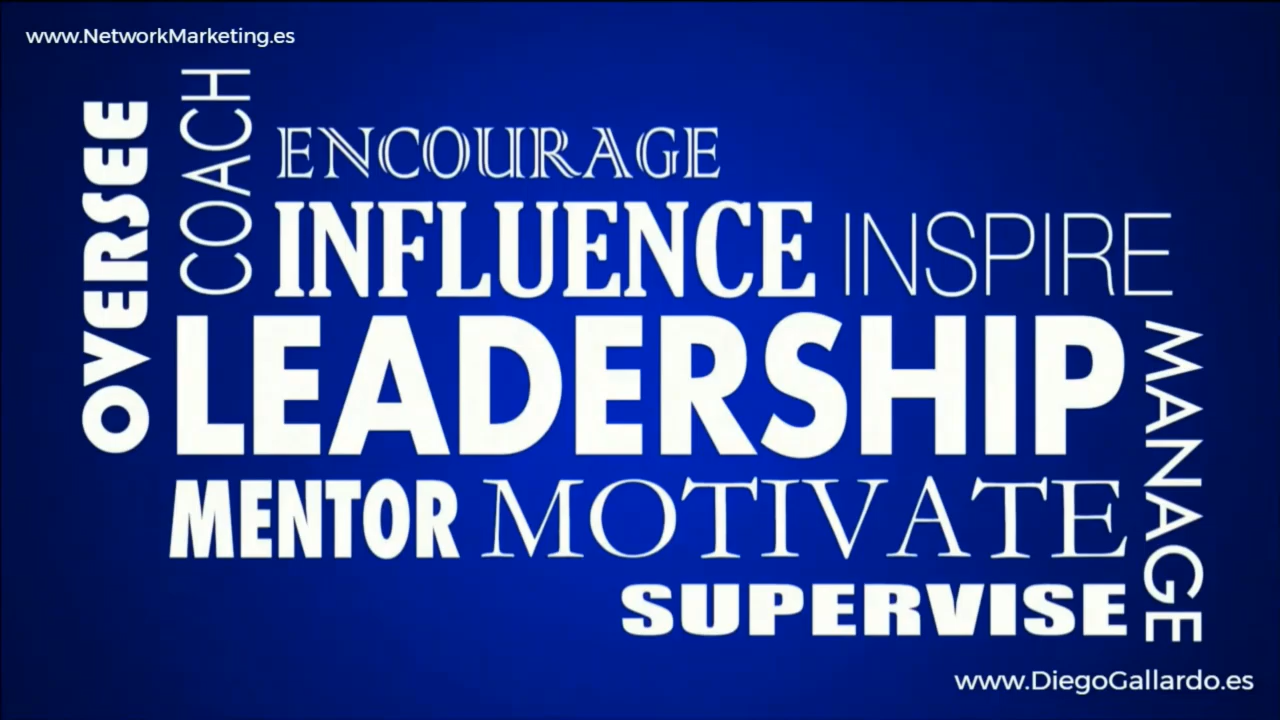 www.NetworkMarketing.es
OVERSEE
COACH
ENCOURAGE
INFLUENCE INSPIRE
LEADERSHIP
MANAGE
MENTOR MOTIVATE
SUPERVISE
www.DiegoGallardo.es